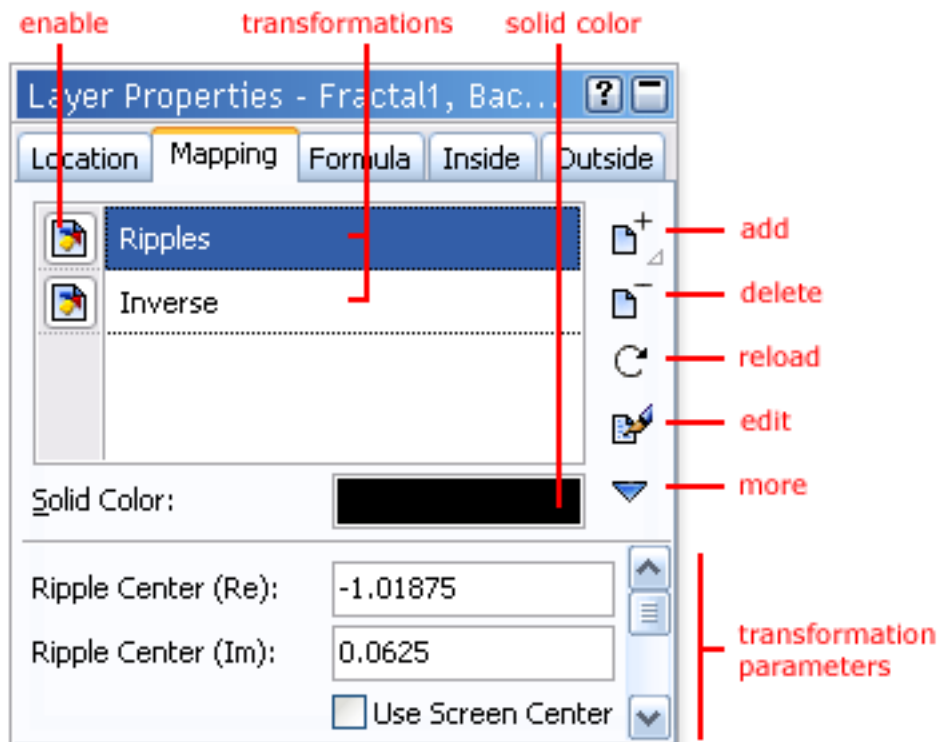 enable transformations solid color
Layer Properties - Fractal1, Bac... ?
Location Mapping Formula Inside Outside
Ripples
add
Inverse
delete
reload
edit
Solid Color:
more
Ripple Center (Re): -1.01875
Ripple Center (Im): 0.0625
transformation
parameters
Use Screen Center